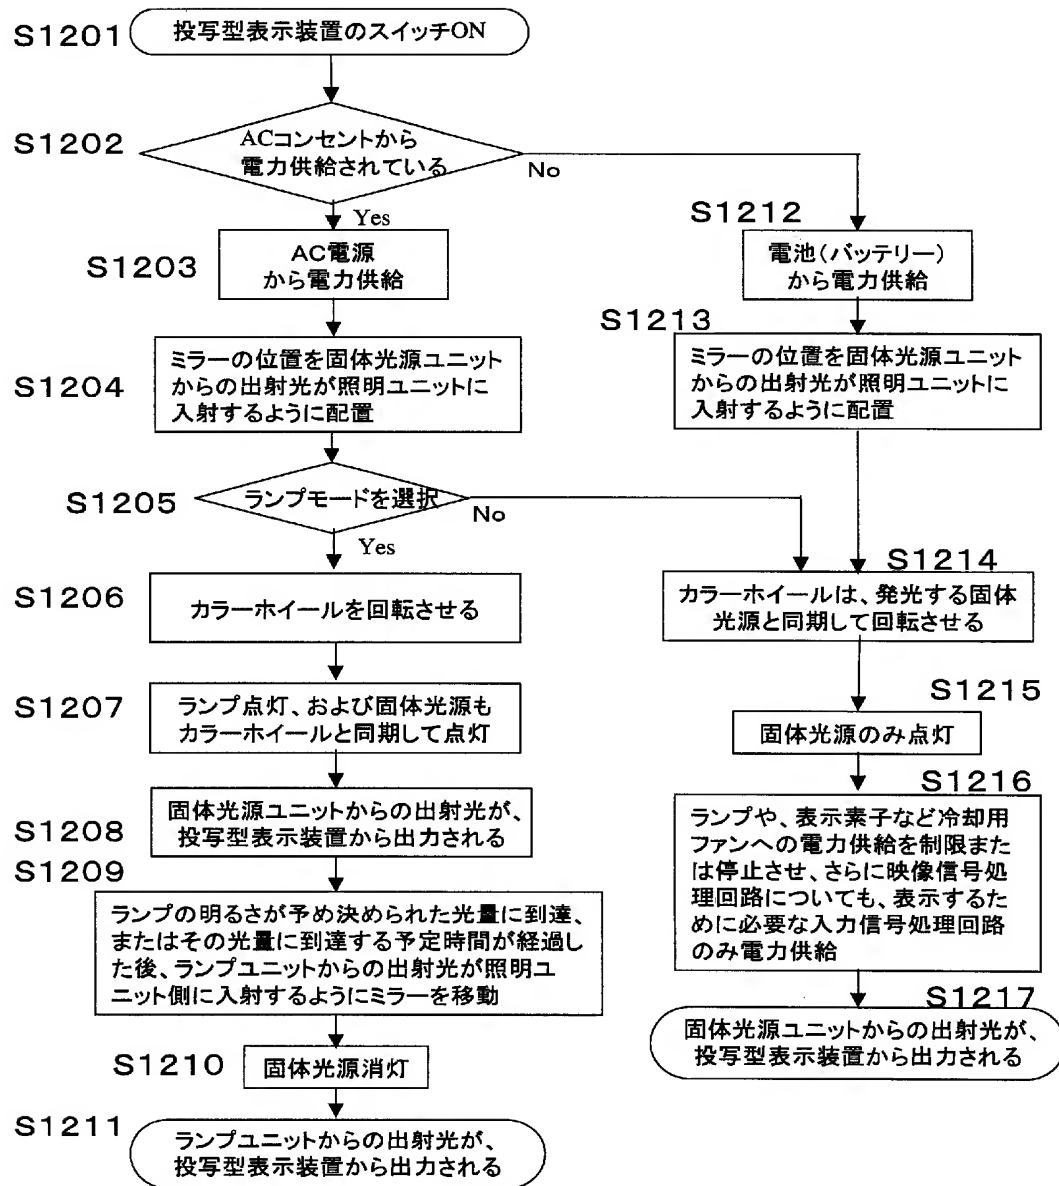 S1201
投写型表示装置のスイッチON
S1202
ACコンセントから
電力供給されている
No
Yes
S1203
AC電源
から電力供給
S1204
ミラーの位置を固体光源ユニット
からの出射光が照明ユニットに
入射するように配置
S1205
ランプモードを選択
No
Yes
S1206
カラーホイールを回転させる
S1207
ランプ点灯、および固体光源も
カラーホイールと同期して点灯
S1208
固体光源ユニットからの出射光が、
投写型表示装置から出力される
S1209
ランプの明るさが予め決められた光量に到達、
またはその光量に到達する予定時間が経過し
た後、ランプユニットからの出射光が照明ユ
ニット側に入射するようにミラーを移動
S1210
固体光源消灯
S1211
ランプユニットからの出射光が、
投写型表示装置から出力される
S1212
電池(バッテリー)
から電力供給
S1213
ミラーの位置を固体光源ユニット
からの出射光が照明ユニットに
入射するように配置
S1214
カラーホイールは、発光する固体
光源と同期して回転させる
S1215
固体光源のみ点灯
S1216
ランプや、表示素子など冷却用
ファンへの電力供給を制限また
は停止させ、さらに映像信号処
理回路についても、表示するた
めに必要な入力信号処理回路
のみ電力供給
S1217
固体光源ユニットからの出射光が、
投写型表示装置から出力される